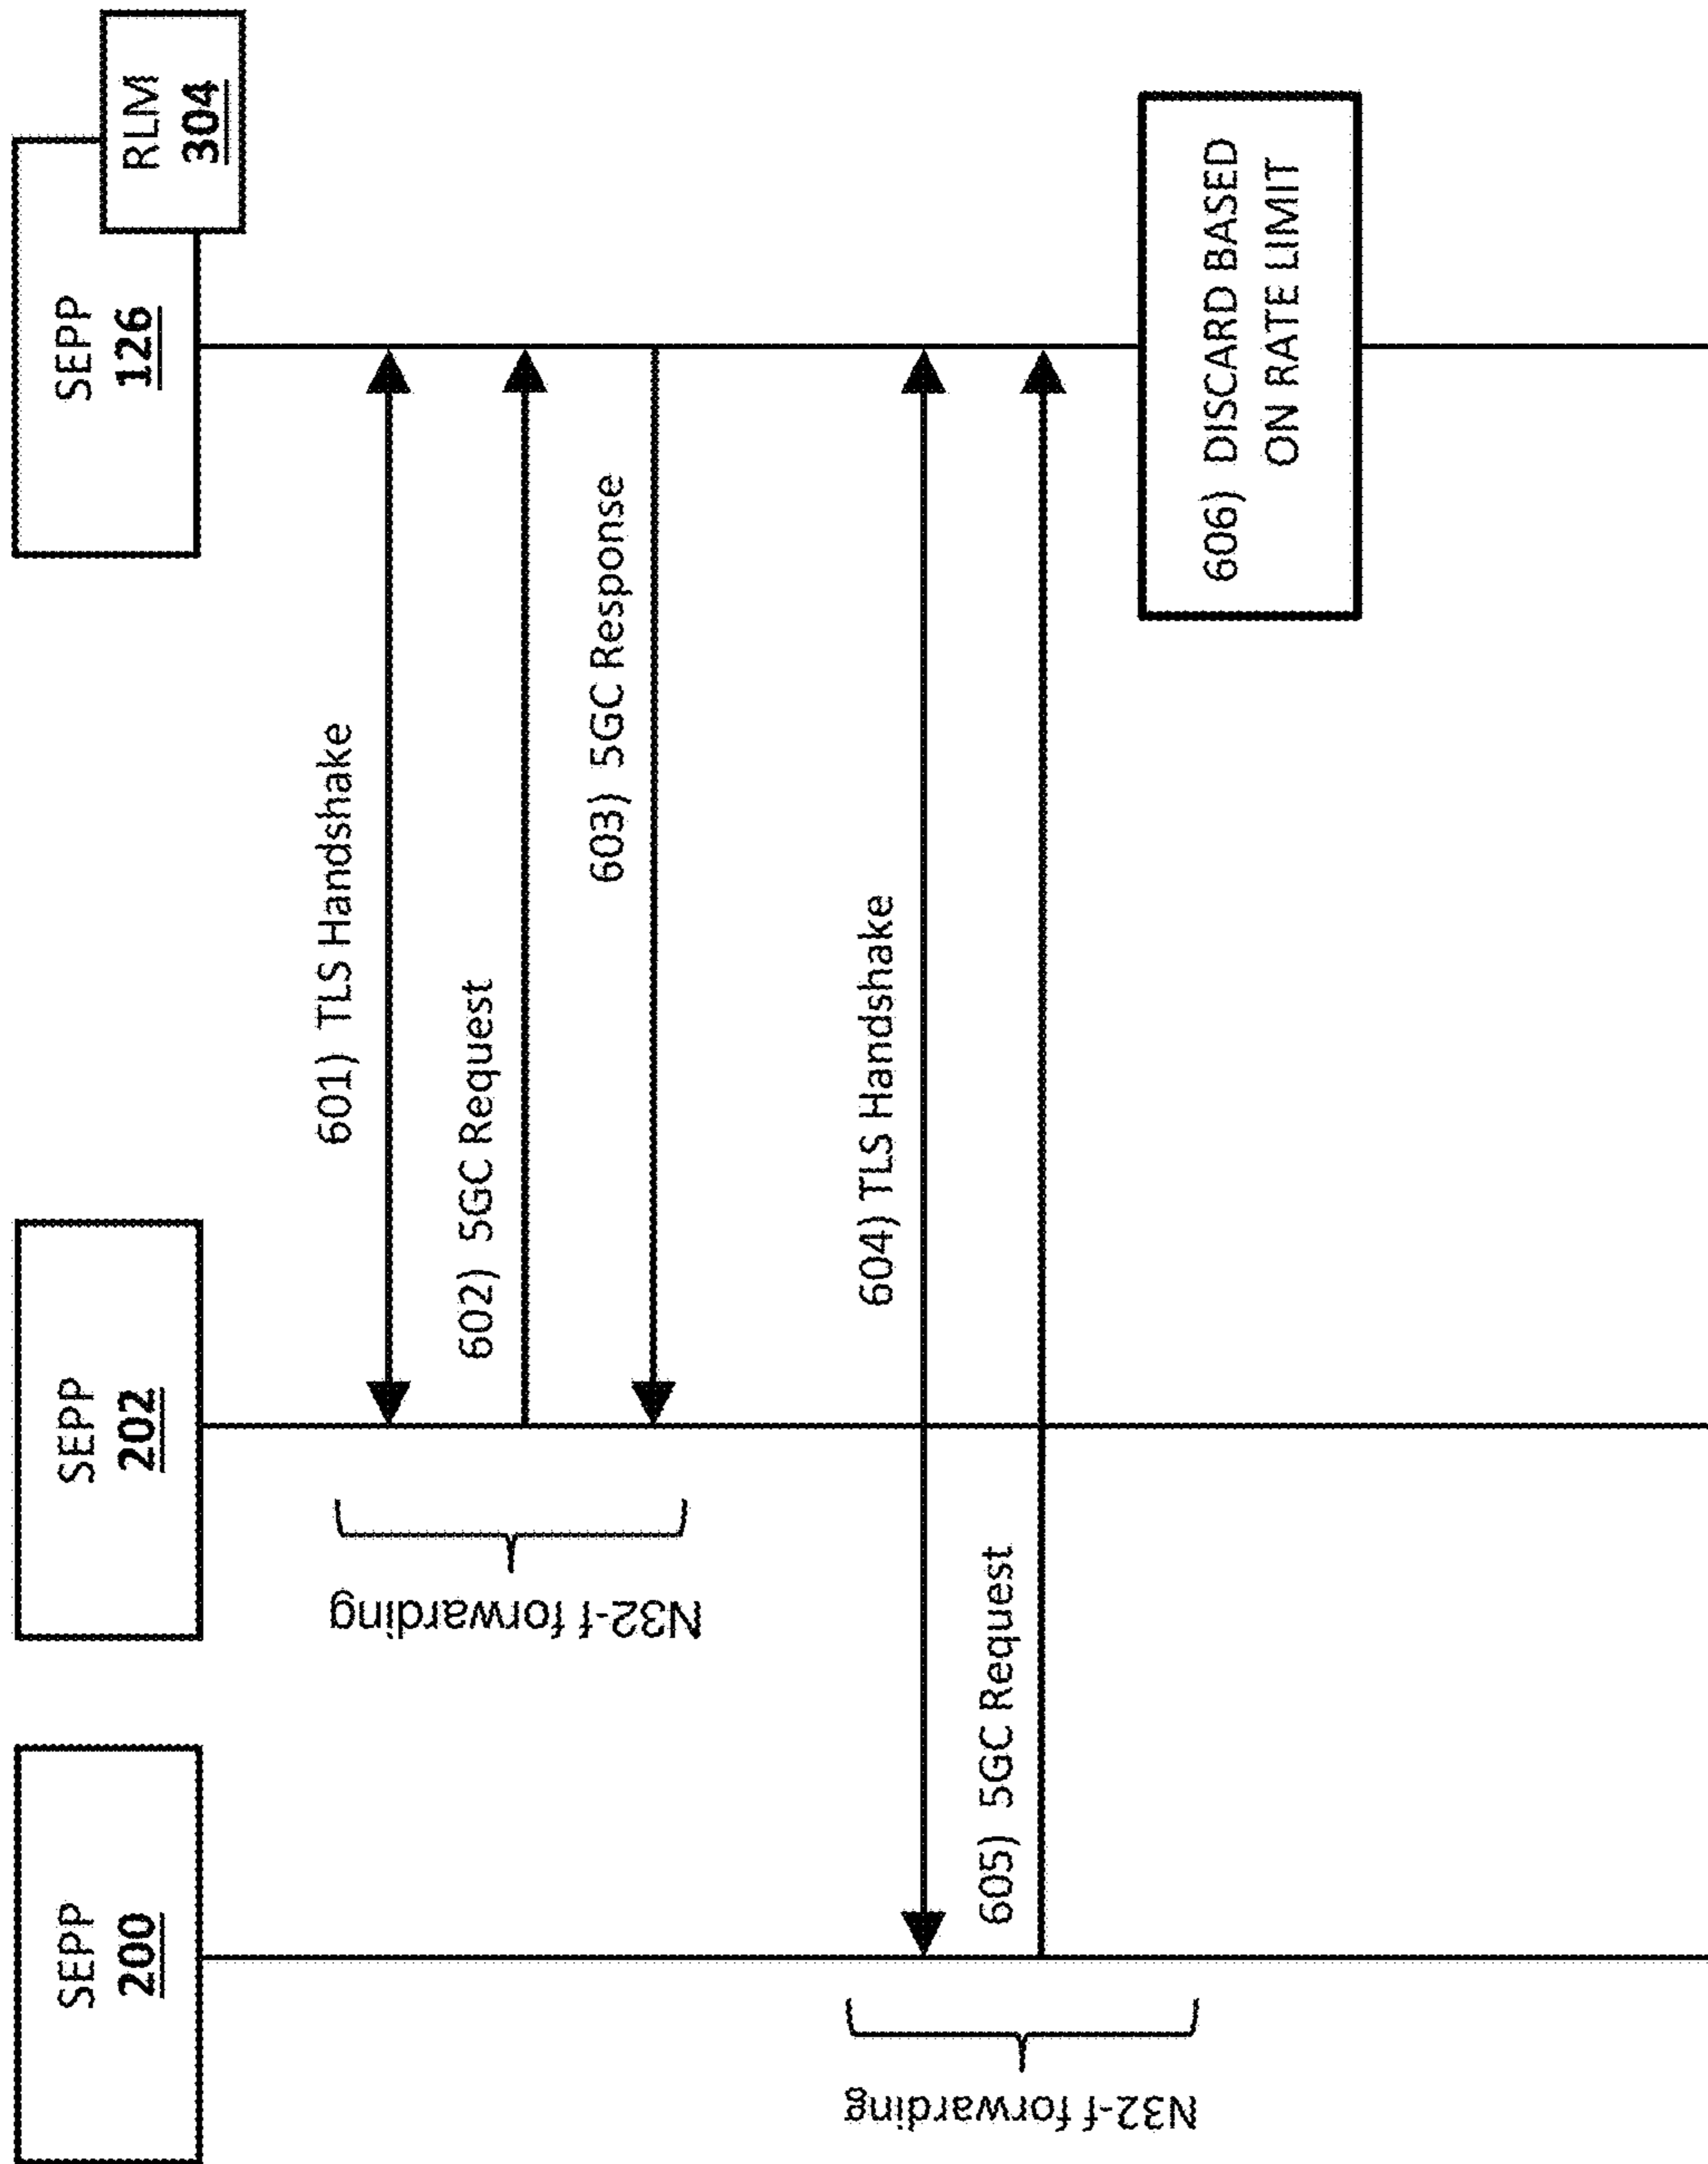 SEPP
200
SEPP
202
SEPP
126
RLM
304
601) TLS Handshake
602) 5GC Request
N32-f forwarding
603) 5GC Response
604) TLS Handshake
605) 5GC Request
N32-f forwarding
606) DISCARD BASED
ON RATE LIMIT